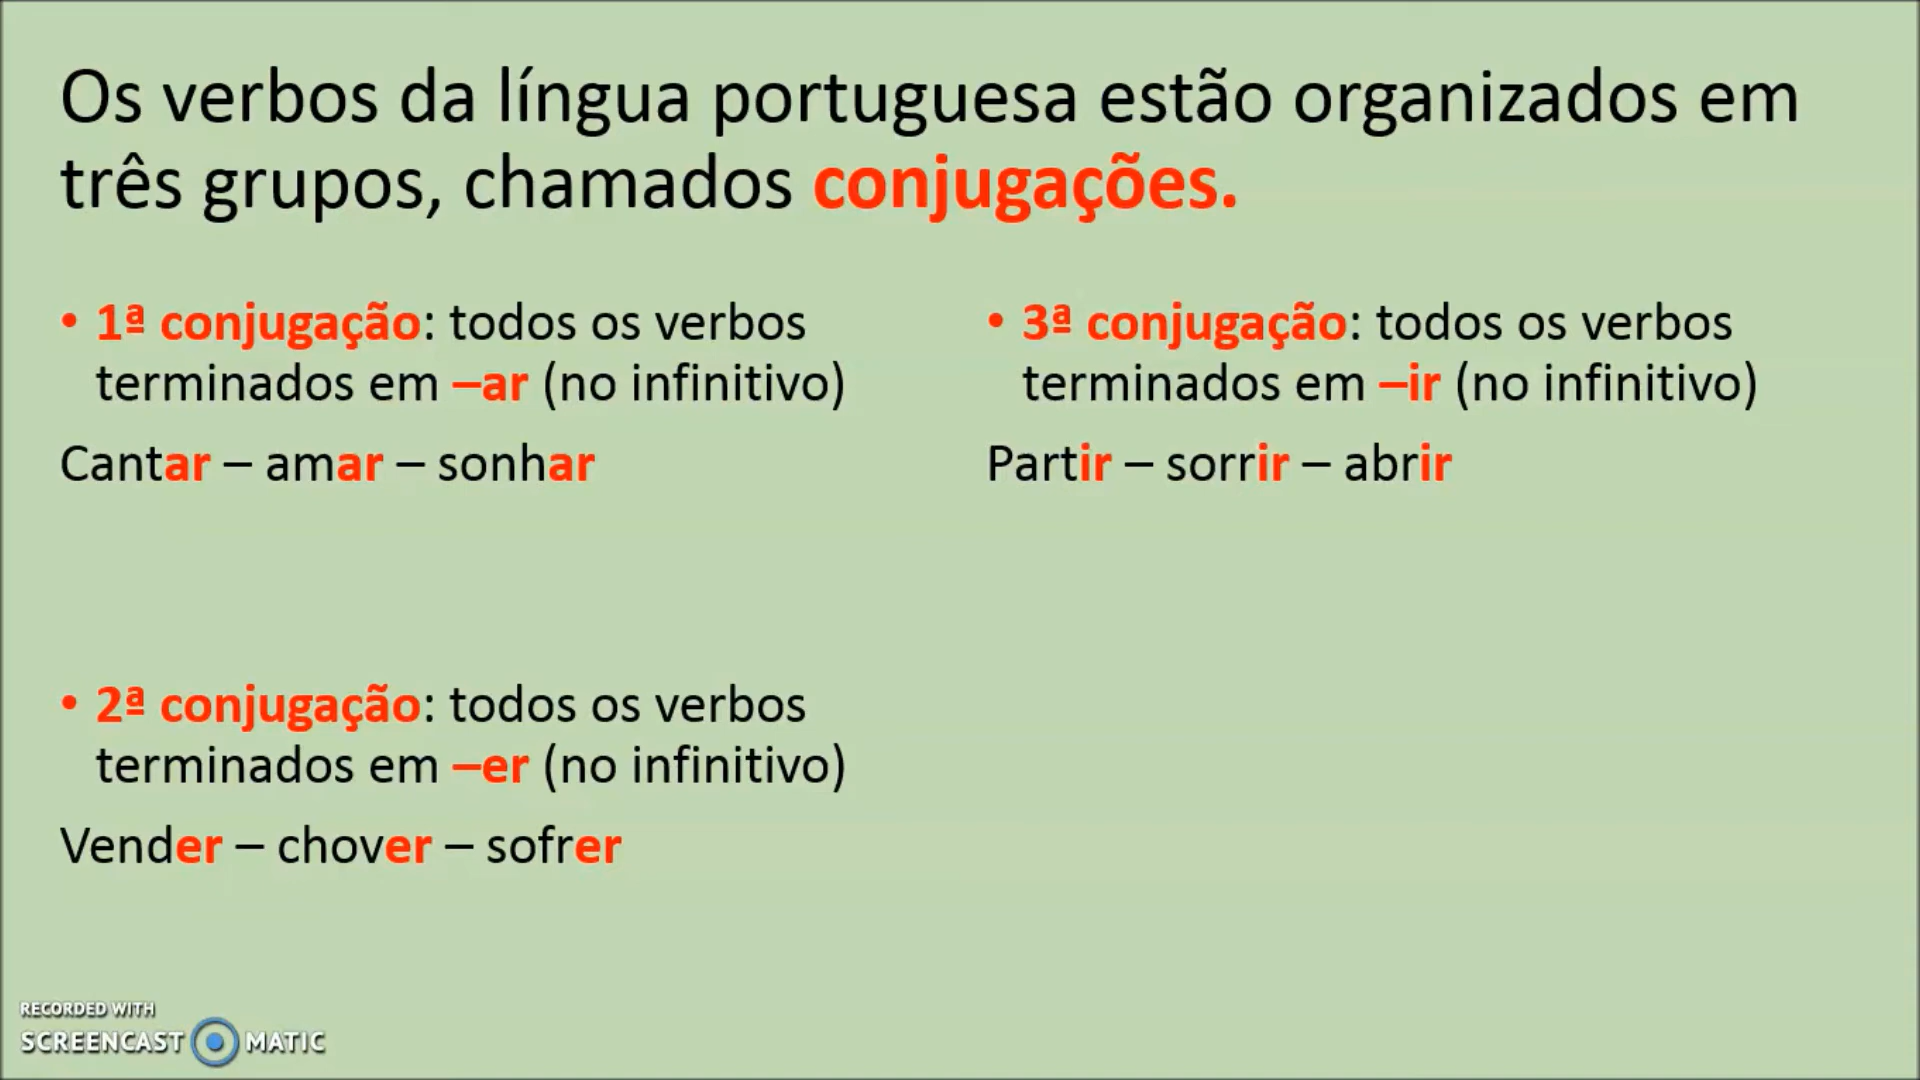 Os verbos da língua portuguesa estão organizados em
três grupos, chamados conjugações.
• 1ª conjugação: todos os verbos
terminados em –ar (no infinitivo)
Cantar – amar – sonhar
• 2ª conjugação: todos os verbos
terminados em –er (no infinitivo)
Vender – chover – sofrer
• 3ª conjugação: todos os verbos
terminados em –ir (no infinitivo)
Partir – sorrir – abrir
RECORDED WITH
SCREENCAST MATIC